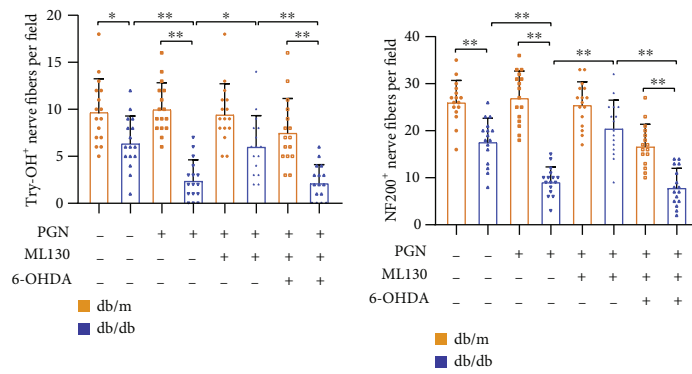 * ** * **
** **
20
15
10
5
0
Try-OH+ nerve fibers per field
PGN – – + + + + + +
ML130 – – – – + + + +
6-OHDA – – – – – – + +
db/m
db/db
** ** **
** ** **
40
30
20
10
0
NF200+ nerve fibers per field
PGN – – + + + + + +
ML130 – – – – + + + +
6-OHDA – – – – – – + +
db/m
db/db